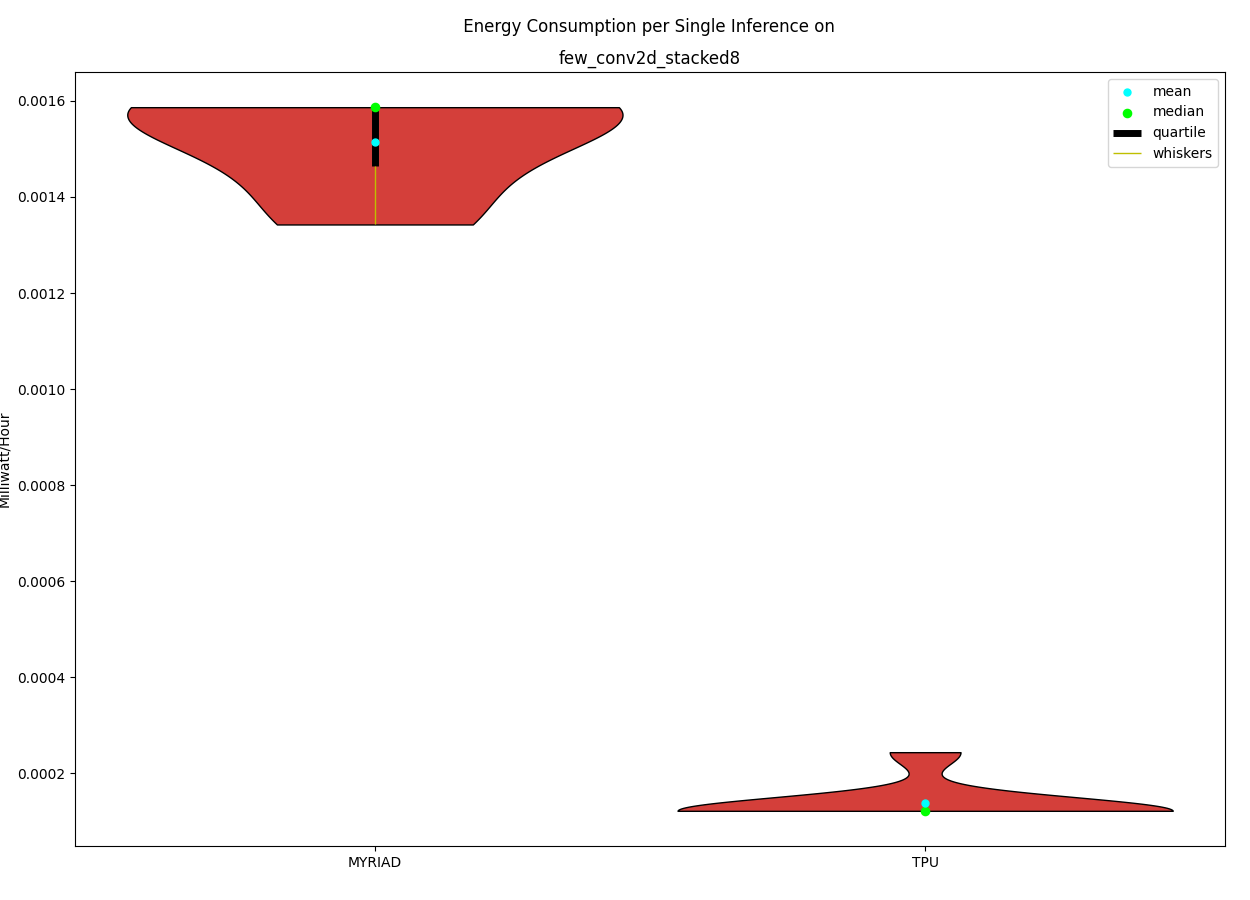 Energy Consumption per Single Inference on
few_conv2d_stacked8
mean
median
quartile
whiskers
0.0016
0.0014
0.0012
0.0010
0.0008
0.0006
0.0004
0.0002
Milliwatt/Hour
MYRIAD
TPU